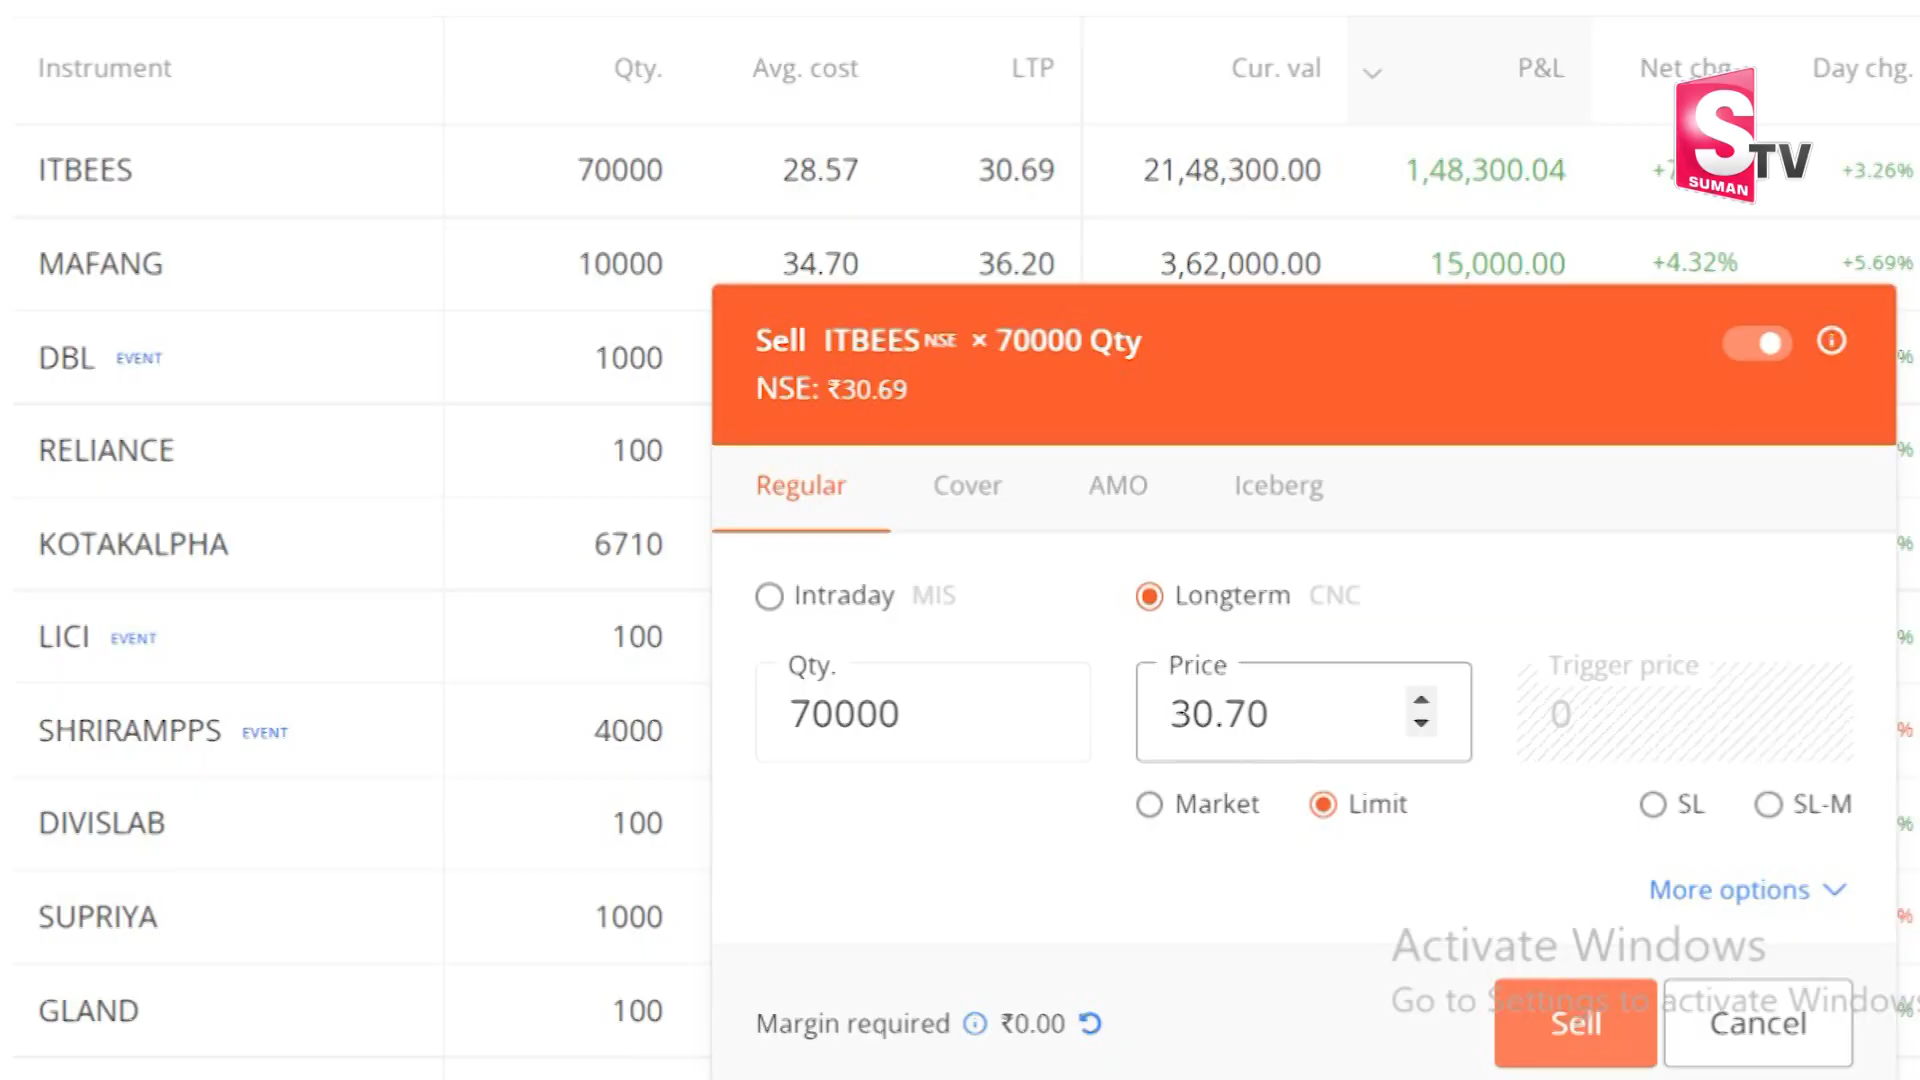 Instrument Qty. Avg. cost LTP Cur. val P&L Net chg. Day chg.
ITBEES 70000 28.57 30.69 21,48,300.00 1,48,300.04 +3.26%
S TV
SUMAN
MAFANG 10000 34.70 36.20 3,62,000.00 15,000.00 +4.32% +5.69%
DBL EVENT 1000
RELIANCE 100
KOTAKALPHA 6710
LICI EVENT 100
SHRIRAMPPS EVENT 4000
DIVISLAB 100
SUPRIYA 1000
GLAND 100
Sell ITBEES NSE × 70000 Qty
NSE: ₹30.69
Regular Cover AMO Iceberg
Intraday MIS Longterm CNC
Qty. Price Trigger price
70000 30.70 0
Market Limit SL SL-M
More options
Activate Windows
Go to Settings to activate Windows
Margin required ₹0.00 Sell Cancel